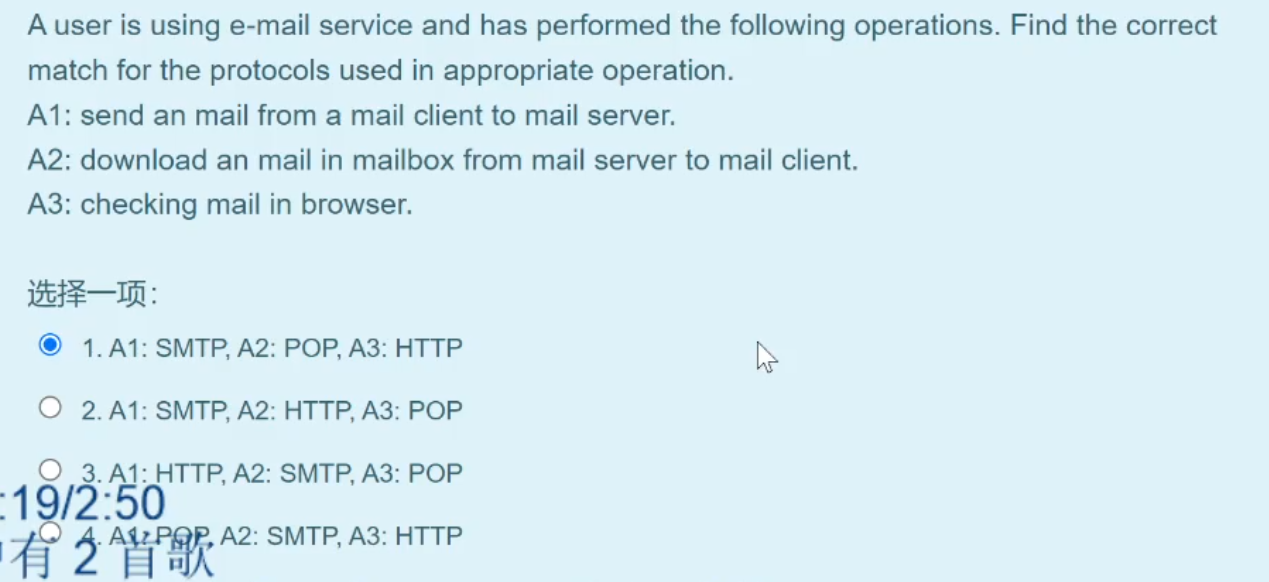 A user is using e-mail service and has performed the following operations. Find the correct
match for the protocols used in appropriate operation.
A1: send an mail from a mail client to mail server.
A2: download an mail in mailbox from mail server to mail client.
A3: checking mail in browser.
选择一项:
1. A1: SMTP, A2: POP, A3: HTTP
2. A1: SMTP, A2: HTTP, A3: POP
3. A1: HTTP, A2: SMTP, A3: POP
:19/2:50
4. A1: POP, A2: SMTP, A3: HTTP
有 2 首歌